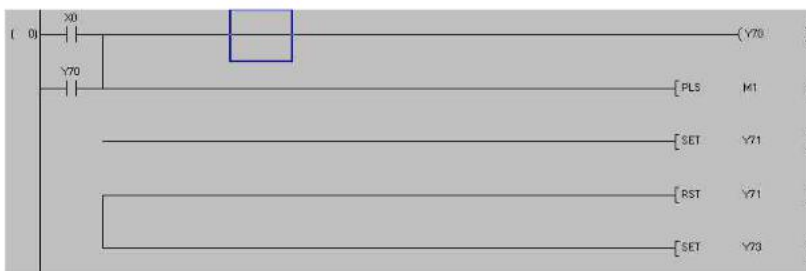 X0
( 0) (Y70
Y70
[PLS M1
[SET Y71
[RST Y71
[SET Y73